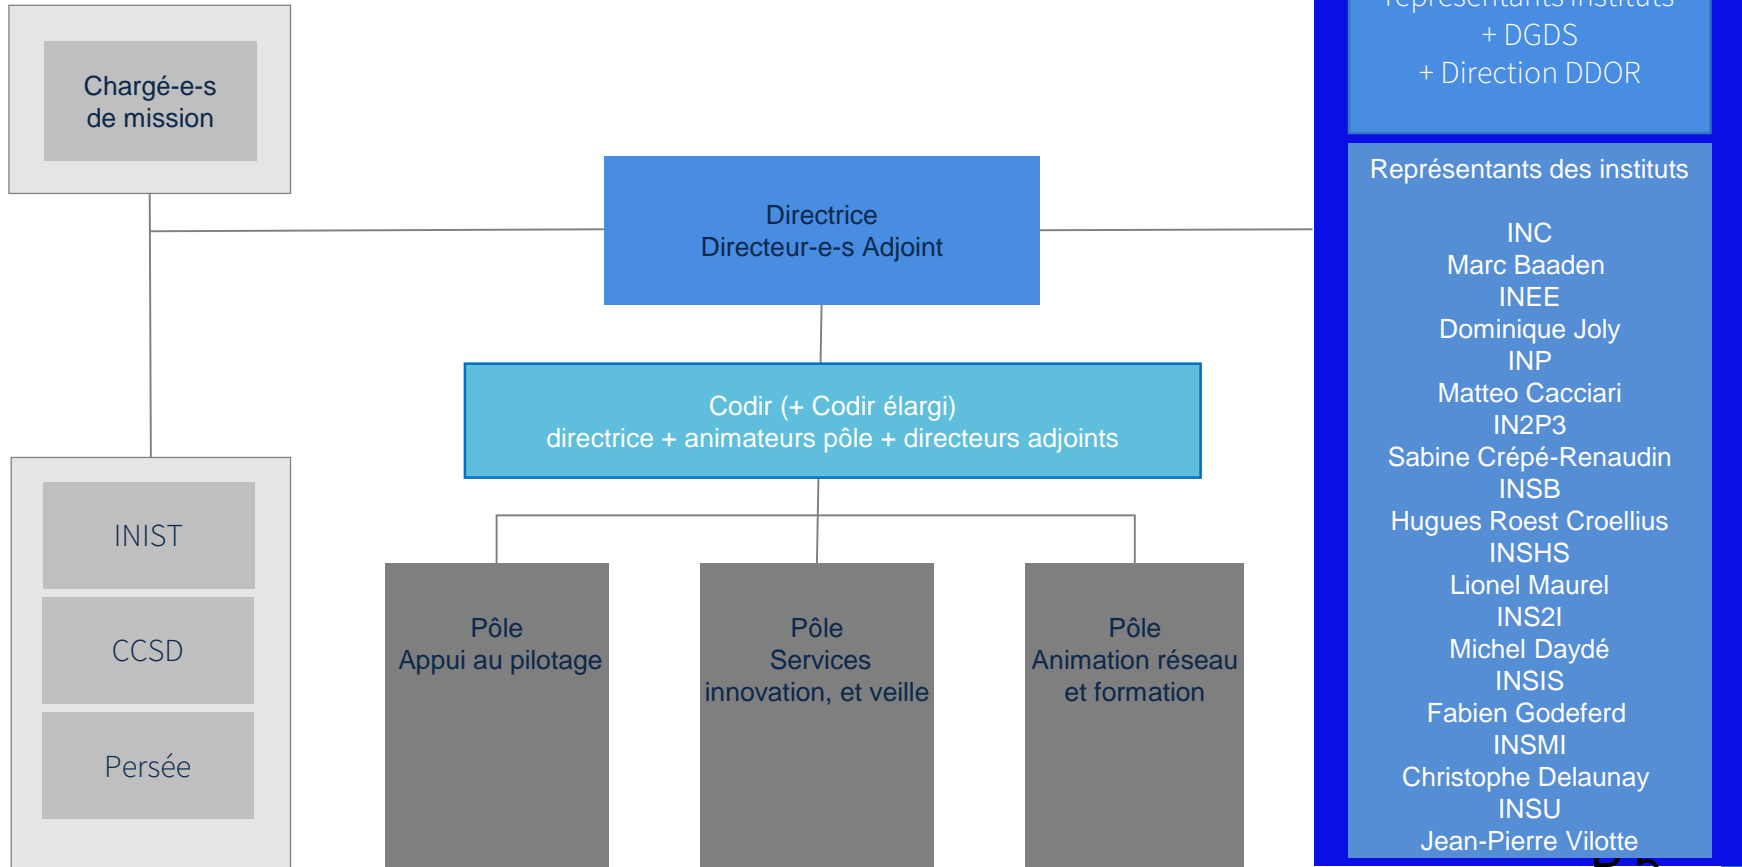 Chargé-e-s
de mission
INIST
CCSD
Persée
Directrice
Directeur-e-s Adjoint
Codir (+ Codir élargi)
directrice + animateurs pôle + directeurs adjoints
Pôle
Appui au pilotage
Pôle
Services
innovation, et veille
Pôle
Animation réseau
et formation
représentants instituts
+ DGDS
+ Direction DDOR
Représentants des instituts
INC
Marc Baaden
INEE
Dominique Joly
INP
Matteo Cacciari
IN2P3
Sabine Crépé-Renaudin
INSB
Hugues Roest Croellius
INSHS
Lionel Maurel
INS2I
Michel Daydé
INSIS
Fabien Godeferd
INSMI
Christophe Delaunay
INSU
Jean-Pierre Vilotte